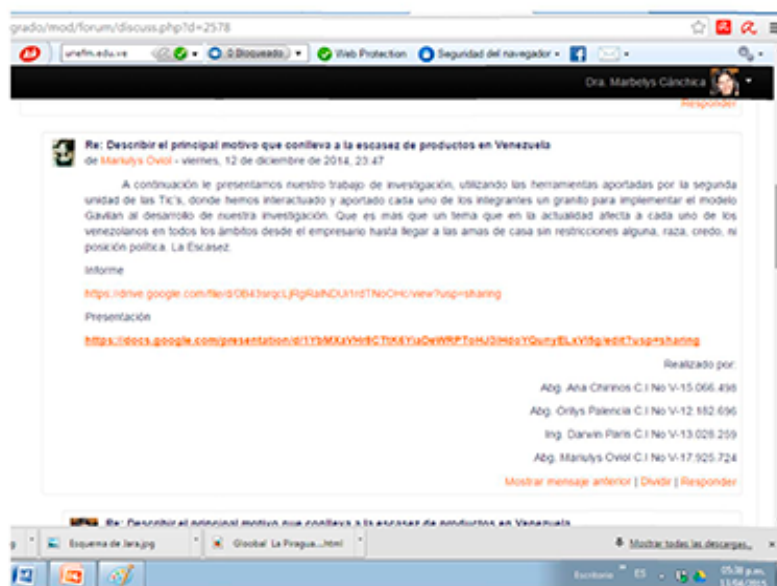 grado/mod/forum/discuss.php?d=2578
unefm.edu.ve
0 Bloqueado
Web Protection
Seguridad del navegador
Dra. Marbelys Cánchica
Responder
Re: Describir el principal motivo que conlleva a la escasez de productos en Venezuela
de Mariulys Oviol - viernes, 12 de diciembre de 2014, 23:47
A continuación le presentamos nuestro trabajo de investigación, utilizando las herramientas aportadas por la segunda
unidad de las Tic's, donde hemos interactuado y aportado cada uno de los integrantes un granito para implementar el modelo
Gavilan al desarrollo de nuestra investigación. Que es más que un tema que en la actualidad afecta a cada uno de los
venezolanos en todos los ámbitos desde el empresario hasta llegar a las amas de casa sin restricciones alguna, raza, credo, ni
posición política. La Escasez.
Informe
Presentación
Realizado por:
Abg. Ana Chirinos C.I No V-15.066.498
Abg. Orilys Palencia C.I No V-12.182.696
Ing. Darwin Paris C.I No V-13.028.259
Abg. Mariulys Oviol C.I No V-17.925.724
Mostrar mensaje anterior | Dividir | Responder
Re: Describir el principal motivo que conlleva a la escasez de productos en Venezuela
Esquema de Jara.jpg
Gloobal La Piragua....html
Mostrar todas las descargas...
Escritorio
ES
05:38 p.m.